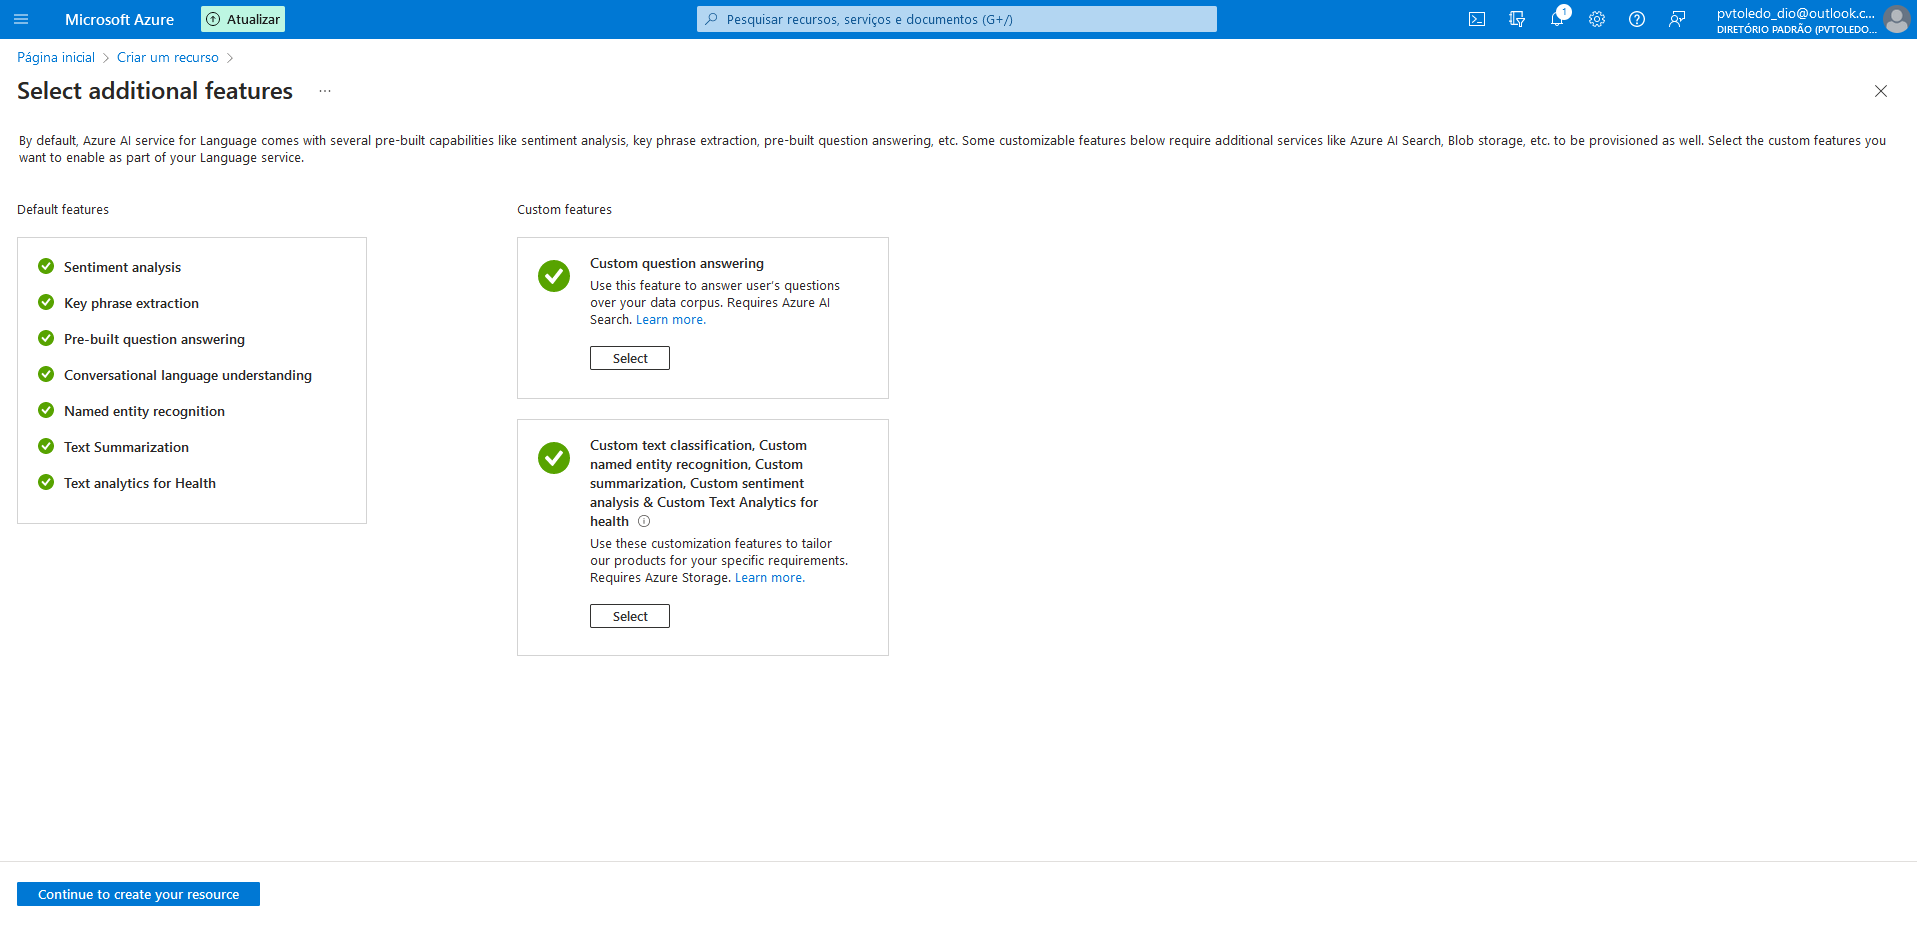 Microsoft Azure
Atualizar
Pesquisar recursos, serviços e documentos (G+/)
1
pvtoledo_dio@outlook.c...
DIRETÓRIO PADRÃO (PVTOLEDO...
Página inicial
Criar um recurso
Select additional features
By default, Azure AI service for Language comes with several pre-built capabilities like sentiment analysis, key phrase extraction, pre-built question answering, etc. Some customizable features below require additional services like Azure AI Search, Blob storage, etc. to be provisioned as well. Select the custom features you
want to enable as part of your Language service.
Default features
Sentiment analysis
Key phrase extraction
Pre-built question answering
Conversational language understanding
Named entity recognition
Text Summarization
Text analytics for Health
Custom features
Custom question answering
Use this feature to answer user's questions
over your data corpus. Requires Azure AI
Search. Learn more.
Select
Custom text classification, Custom
named entity recognition, Custom
summarization, Custom sentiment
analysis & Custom Text Analytics for
health
Use these customization features to tailor
our products for your specific requirements.
Requires Azure Storage. Learn more.
Select
Continue to create your resource